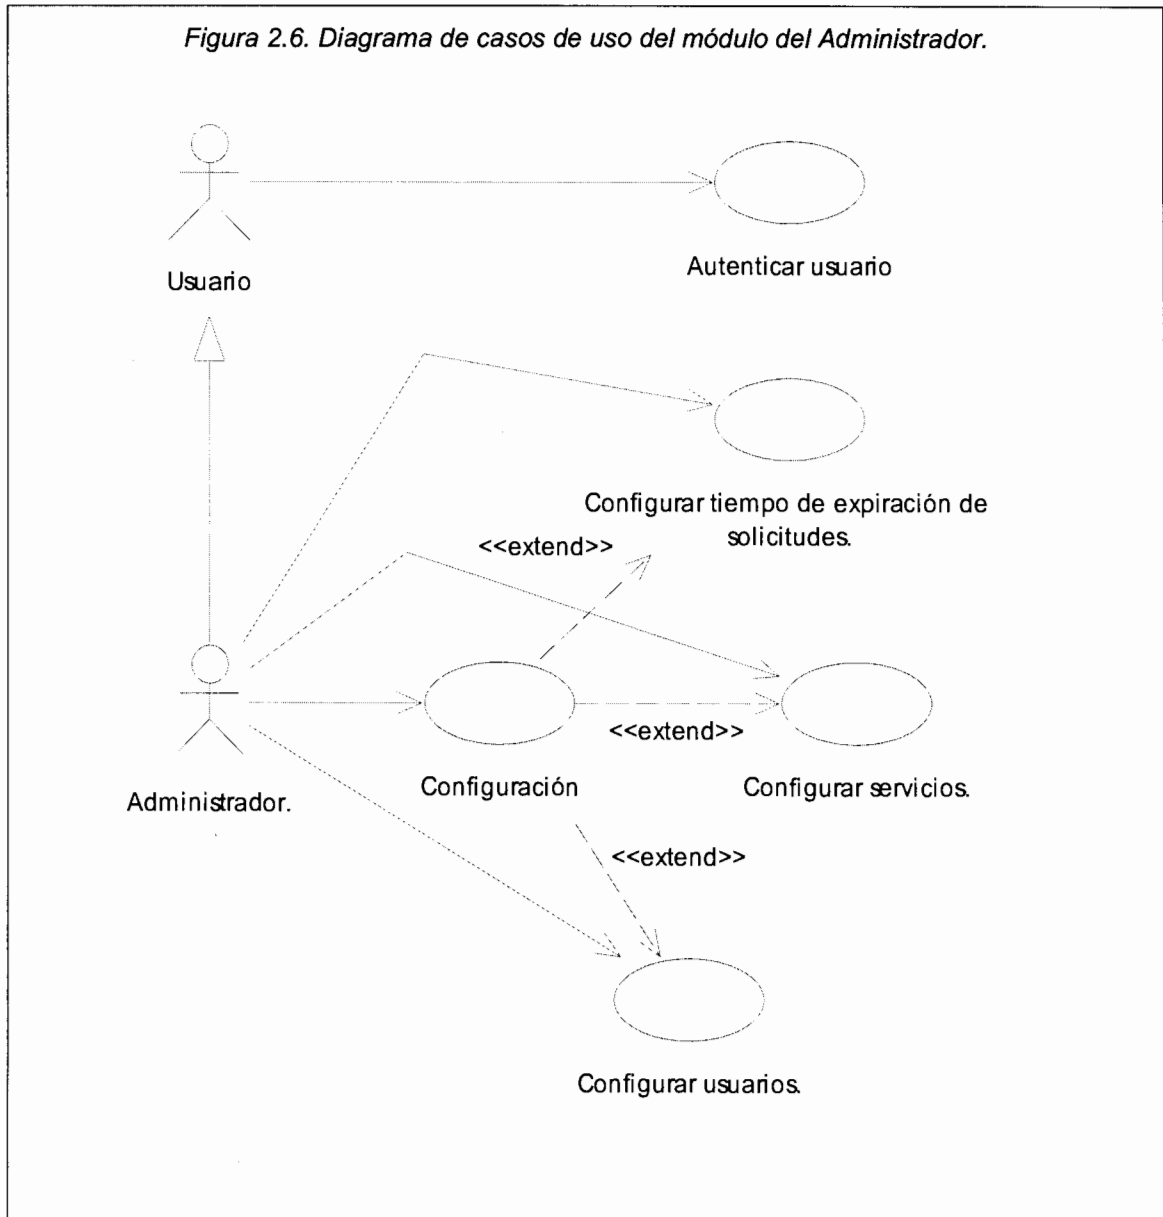 Figura 2.6. Diagrama de casos de uso del módulo del Administrador.
Usuario
Autenticar usuario
Configurar tiempo de expiración de
solicitudes.
<<extend>>
Administrador.
Configuración
<<extend>>
Configurar servicios.
<<extend>>
Configurar usuarios.